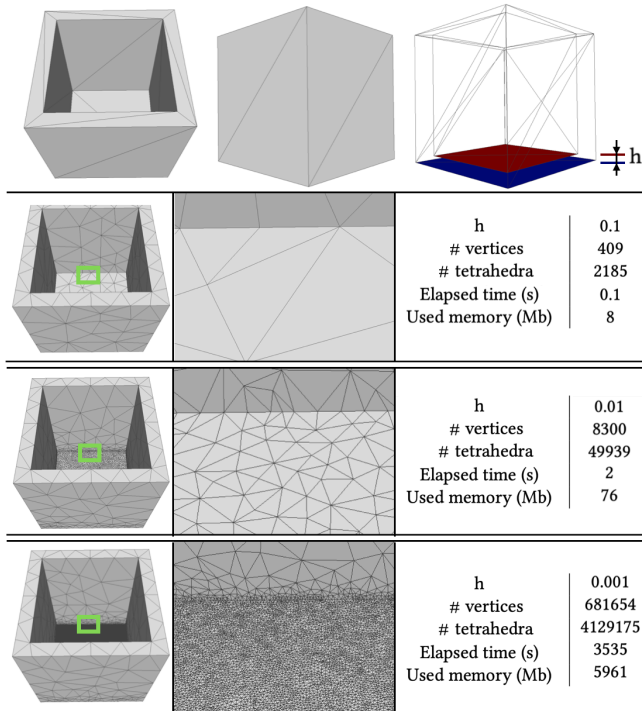 h
h 0.1
# vertices 409
# tetrahedra 2185
Elapsed time (s) 0.1
Used memory (Mb) 8
h 0.01
# vertices 8300
# tetrahedra 49939
Elapsed time (s) 2
Used memory (Mb) 76
h 0.001
# vertices 681654
# tetrahedra 4129175
Elapsed time (s) 3535
Used memory (Mb) 5961